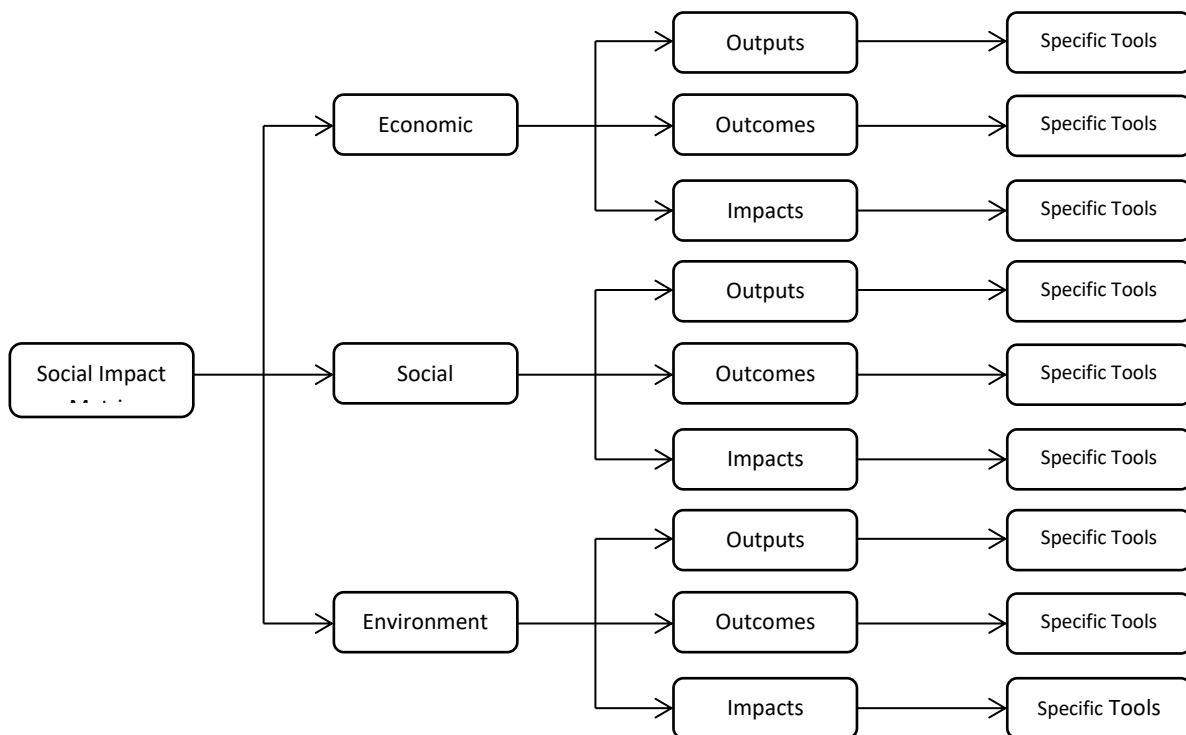 Outputs
Specific Tools
Economic
Outcomes
Specific Tools
Impacts
Specific Tools
Outputs
Specific Tools
Social Impact
Social
Outcomes
Specific Tools
Impacts
Specific Tools
Outputs
Specific Tools
Environment
Outcomes
Specific Tools
Impacts
Specific Tools